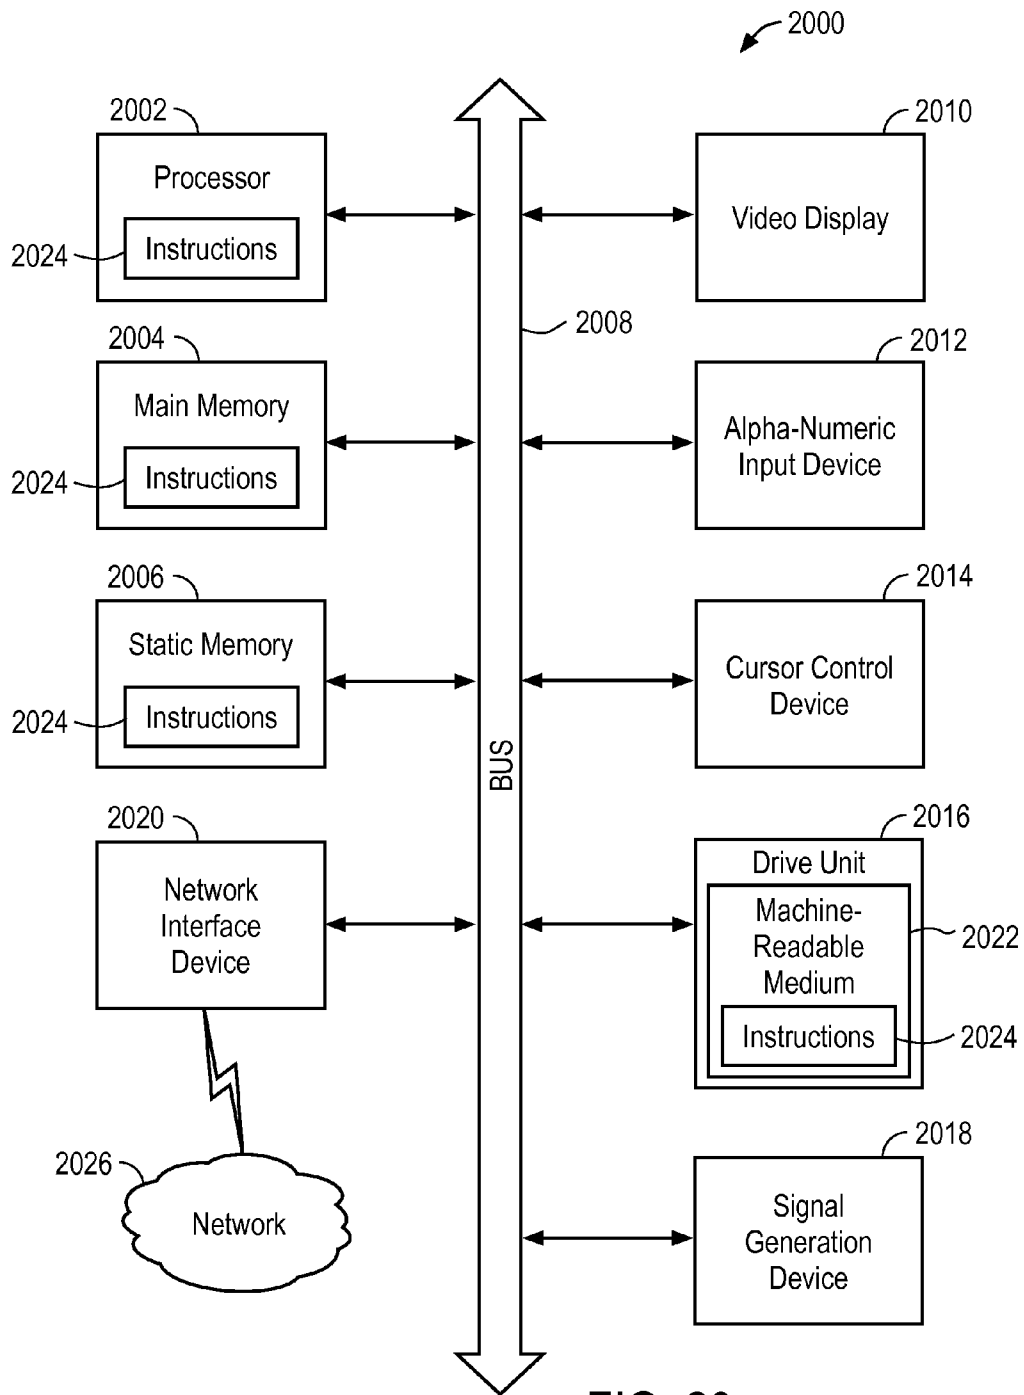 2000
2002
Processor
2024
Instructions
2004
Main Memory
2024
Instructions
2006
Static Memory
2024
Instructions
2020
Network
Interface
Device
2026
Network
BUS
2008
2010
Video Display
2012
Alpha-Numeric
Input Device
2014
Cursor Control
Device
2016
Drive Unit
Machine-
Readable
Medium
2022
Instructions
2024
2018
Signal
Generation
Device